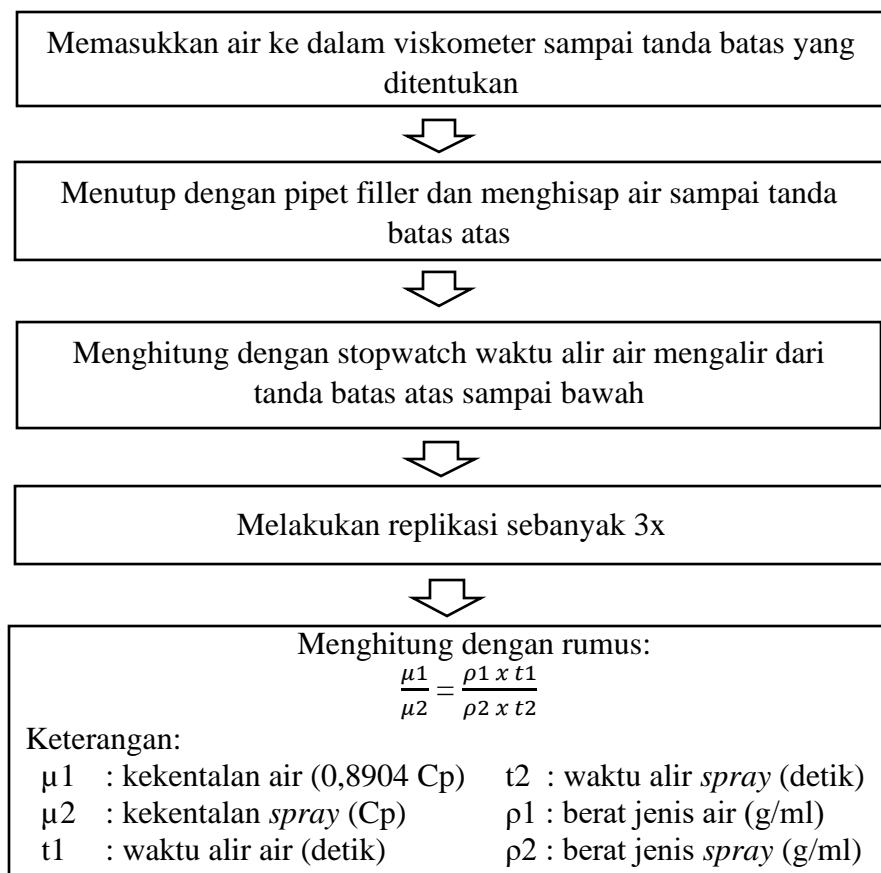 Memasukkan air ke dalam viskometer sampai tanda batas yang
ditentukan
Menutup dengan pipet filler dan menghisap air sampai tanda
batas atas
Menghitung dengan stopwatch waktu alir air mengalir dari
tanda batas atas sampai bawah
Melakukan replikasi sebanyak 3x
Menghitung dengan rumus:
μ1/μ2 = ρ1 x t1/ρ2 x t2
Keterangan:
μ1 : kekentalan air (0,8904 Cp) t2 : waktu alir spray (detik)
μ2 : kekentalan spray (Cp) ρ1 : berat jenis air (g/ml)
t1 : waktu alir air (detik) ρ2 : berat jenis spray (g/ml)